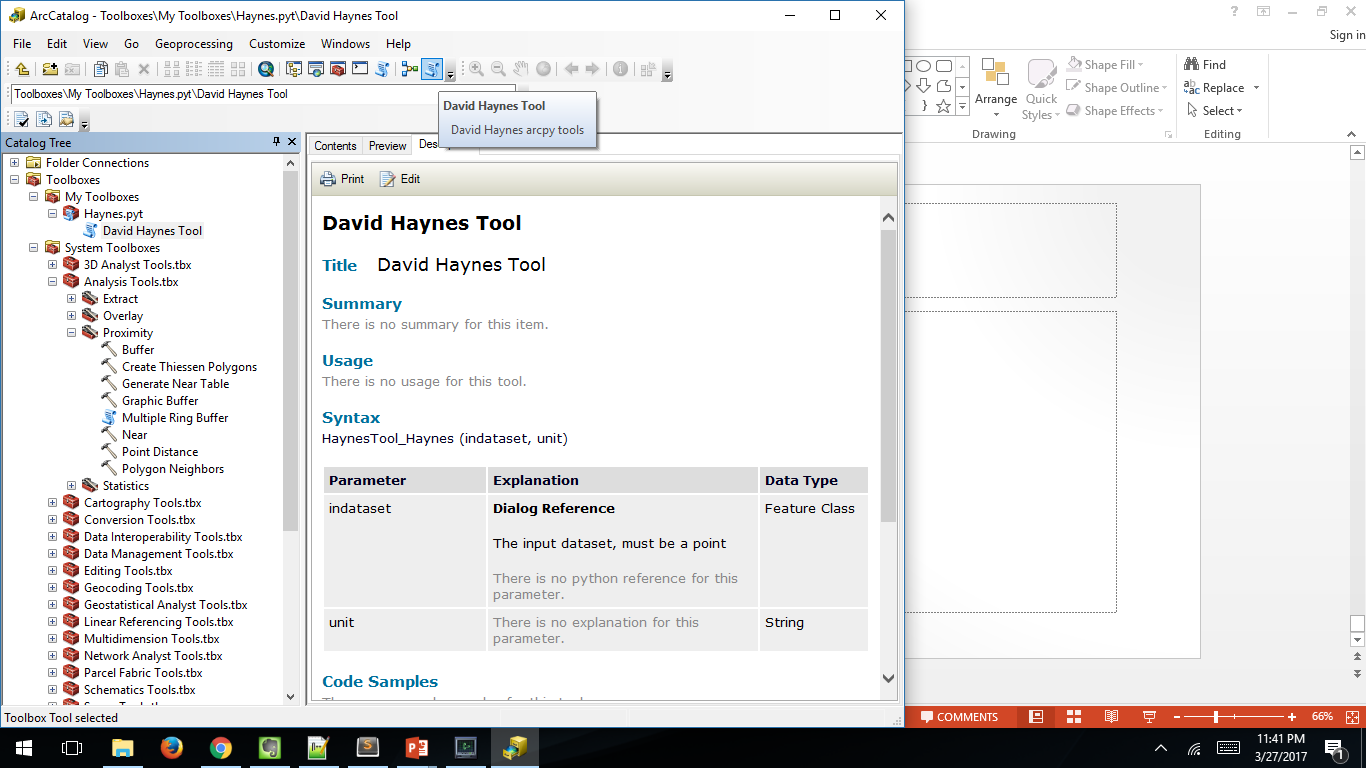 ArcCatalog - Toolboxes\My Toolboxes\Haynes.pyt\David Haynes Tool
Sign in
File Edit View Go Geoprocessing Customize Windows Help
Toolboxes\My Toolboxes\Haynes.pyt\David Haynes Tool
David Haynes Tool
David Haynes arcpy tools
Catalog Tree
Folder Connections
Toolboxes
My Toolboxes
Haynes.pyt
David Haynes Tool
System Toolboxes
3D Analyst Tools.tbx
Analysis Tools.tbx
Extract
Overlay
Proximity
Buffer
Create Thiessen Polygons
Generate Near Table
Graphic Buffer
Multiple Ring Buffer
Near
Point Distance
Polygon Neighbors
Statistics
Cartography Tools.tbx
Conversion Tools.tbx
Data Interoperability Tools.tbx
Data Management Tools.tbx
Editing Tools.tbx
Geocoding Tools.tbx
Geostatistical Analyst Tools.tbx
Linear Referencing Tools.tbx
Multidimension Tools.tbx
Network Analyst Tools.tbx
Parcel Fabric Tools.tbx
Schematics Tools.tbx
Contents Preview
Print Edit
David Haynes Tool
Title David Haynes Tool
Summary
There is no summary for this item.
Usage
There is no usage for this tool.
Syntax
HaynesTool_Haynes (indataset, unit)
Parameter Explanation Data Type
indataset Dialog Reference Feature Class
The input dataset, must be a point
There is no python reference for this
parameter.
unit There is no explanation for this String
parameter.
Code Samples
Toolbox Tool selected
Arrange
Quick
Styles
Shape Fill
Shape Outline
Shape Effects
Drawing
Find
Replace
Select
Editing
COMMENTS
66%
11:41 PM
3/27/2017
1